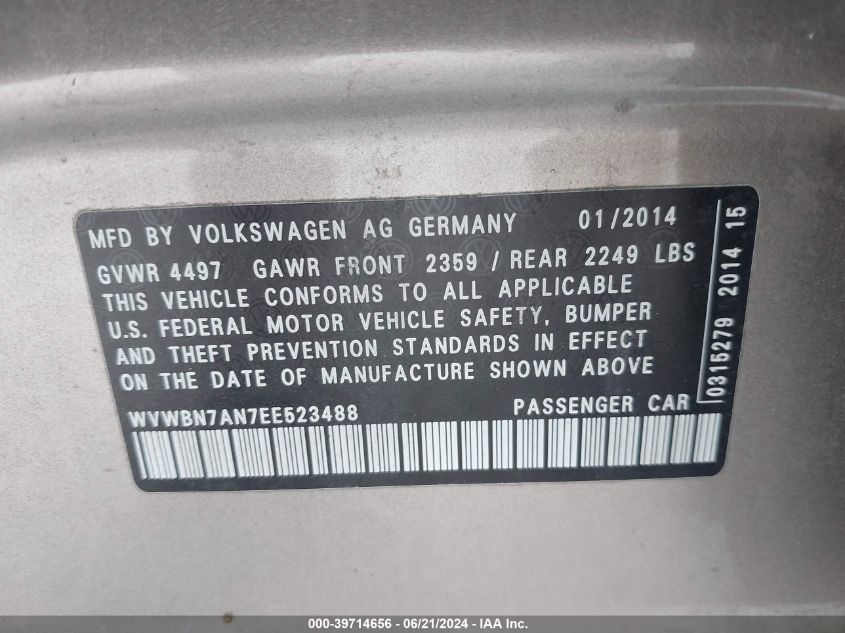 MFD BY VOLKSWAGEN AG GERMANY 01/2014
GVWR 4497 GAWR FRONT 2359 / REAR 2249 LBS
THIS VEHICLE CONFORMS TO ALL APPLICABLE
U.S. FEDERAL MOTOR VEHICLE SAFETY, BUMPER
AND THEFT PREVENTION STANDARDS IN EFFECT
ON THE DATE OF MANUFACTURE SHOWN ABOVE
WVWBN7AN7EE523488 PASSENGER CAR
0315279 2014 15
000-39714656 - 06/21/2024 - IAA Inc.